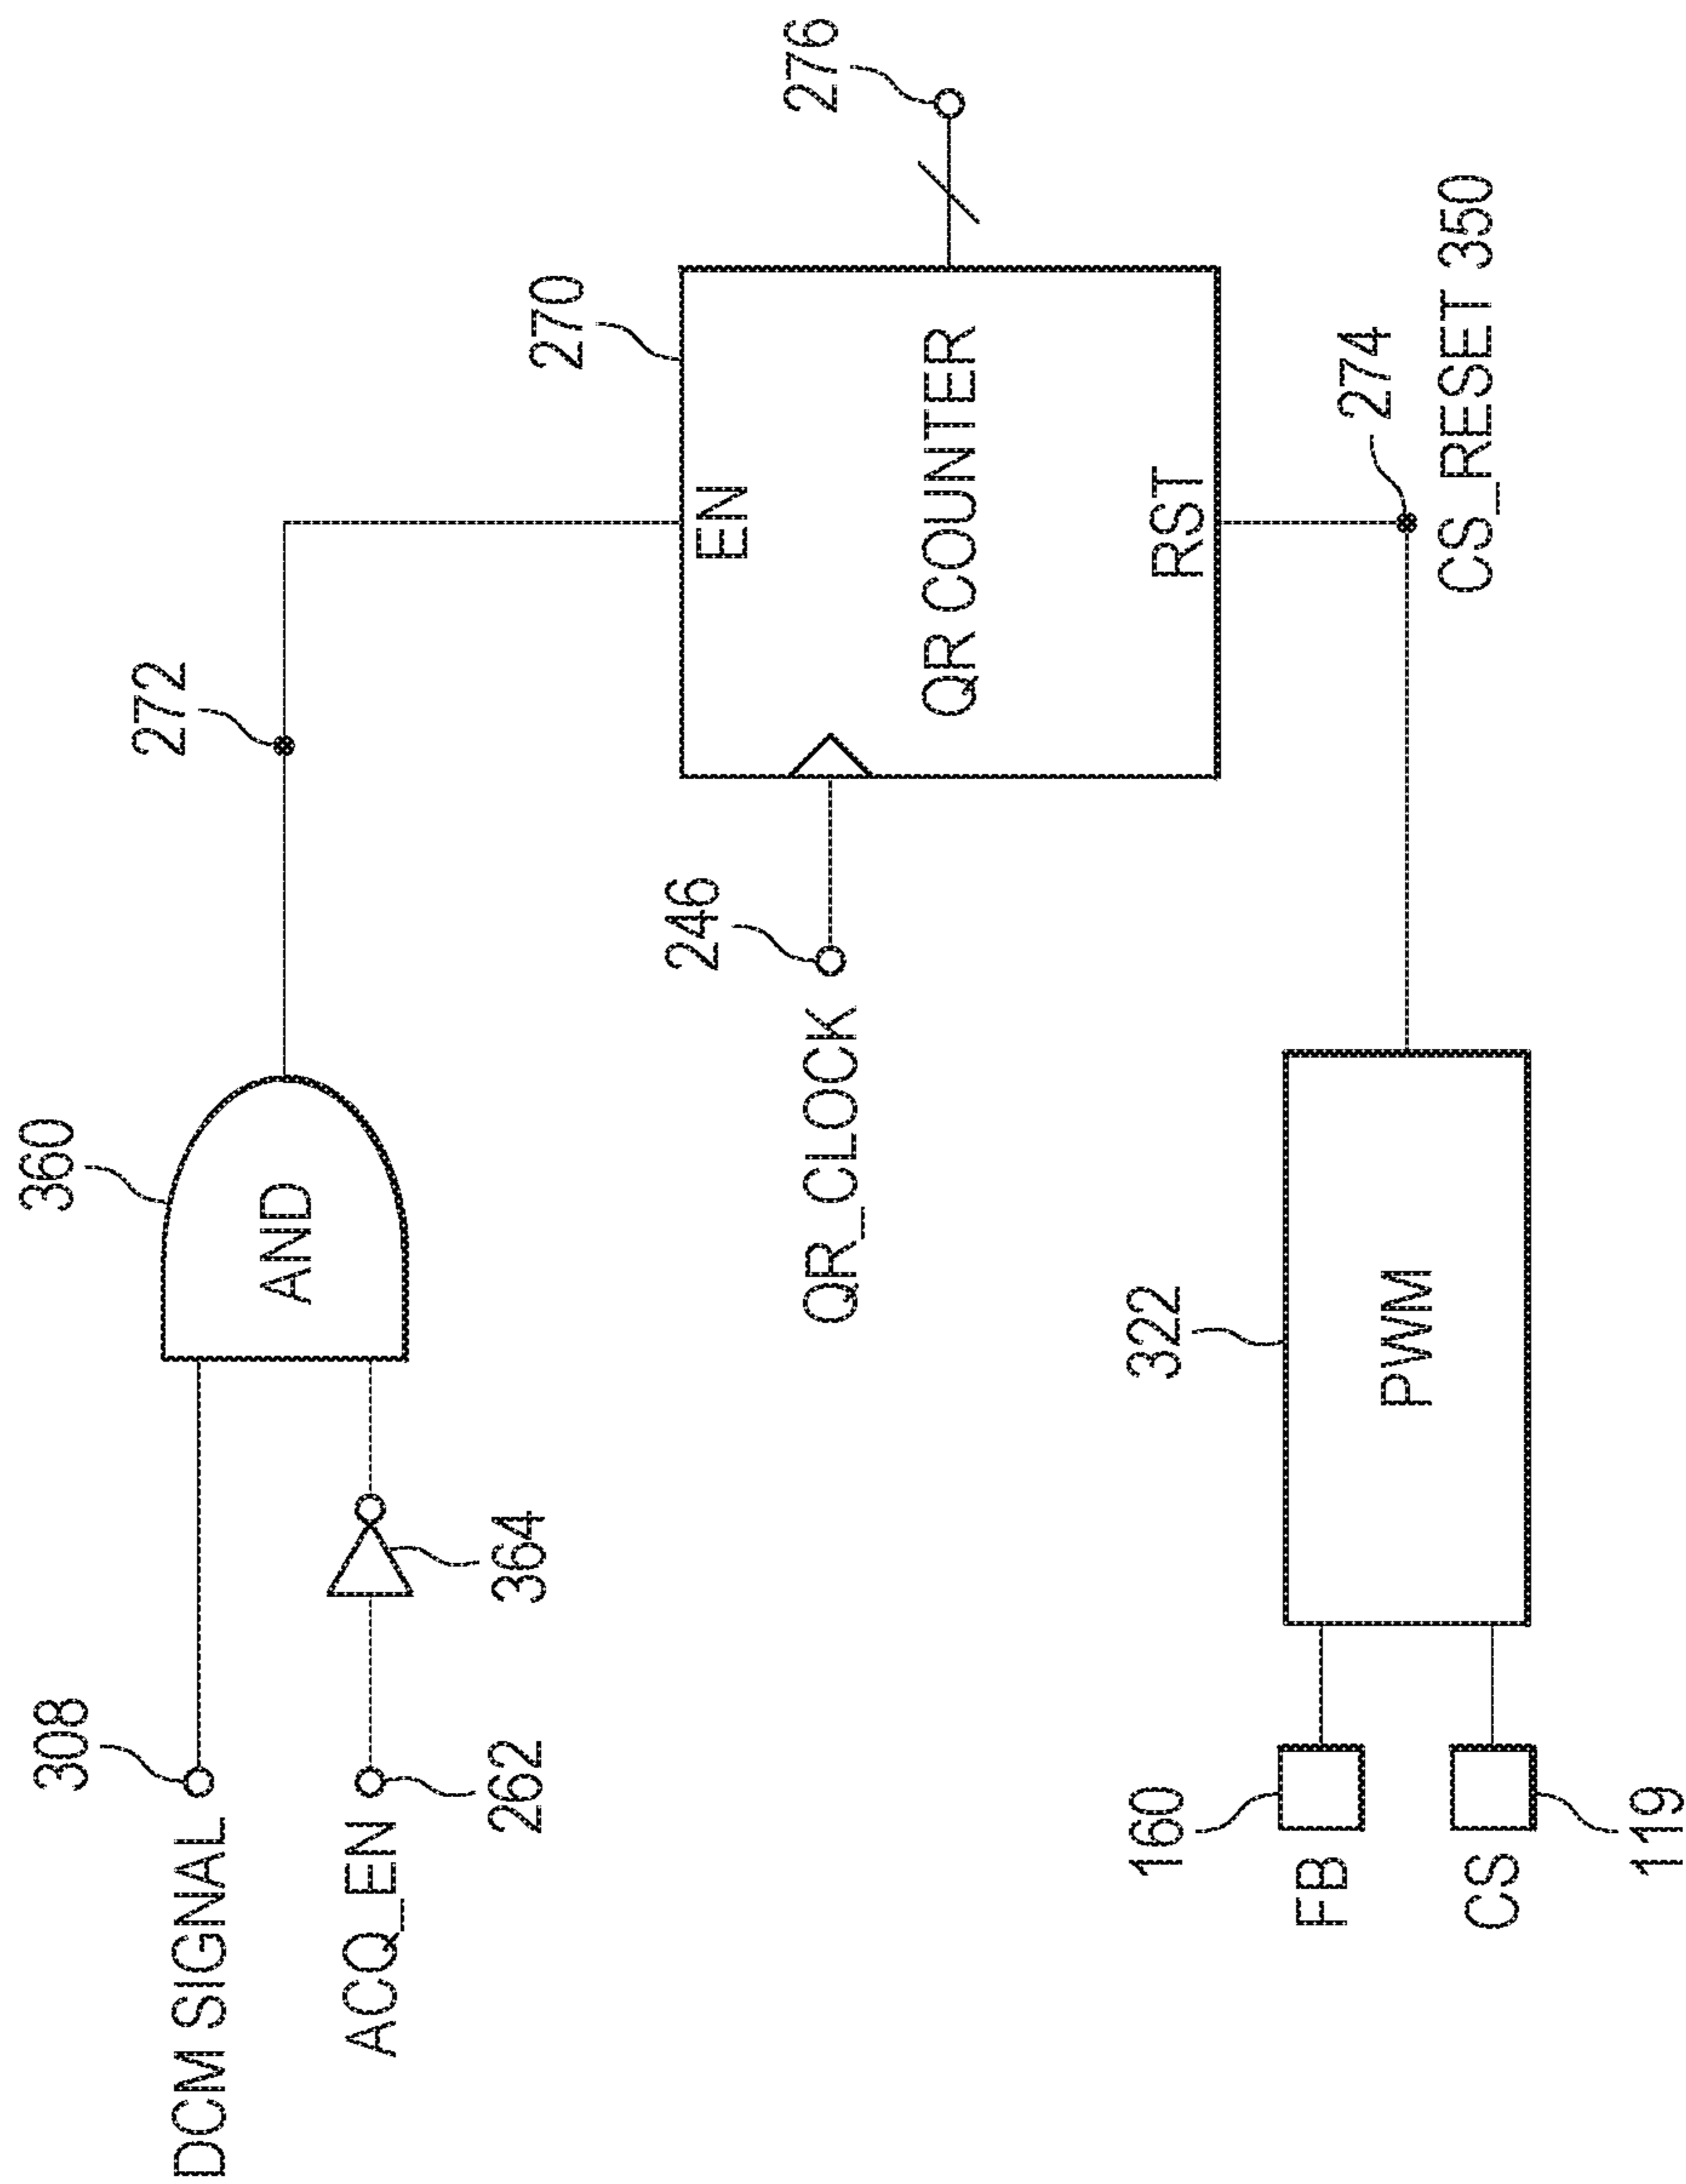 308
DCM SIGNAL
ACQ_EN
262
364
360
AND
272
246
QR_CLOCK
270
EN
QR COUNTER
RST
276
274
CS_RESET 350
322
PWM
160
FB
CS
119